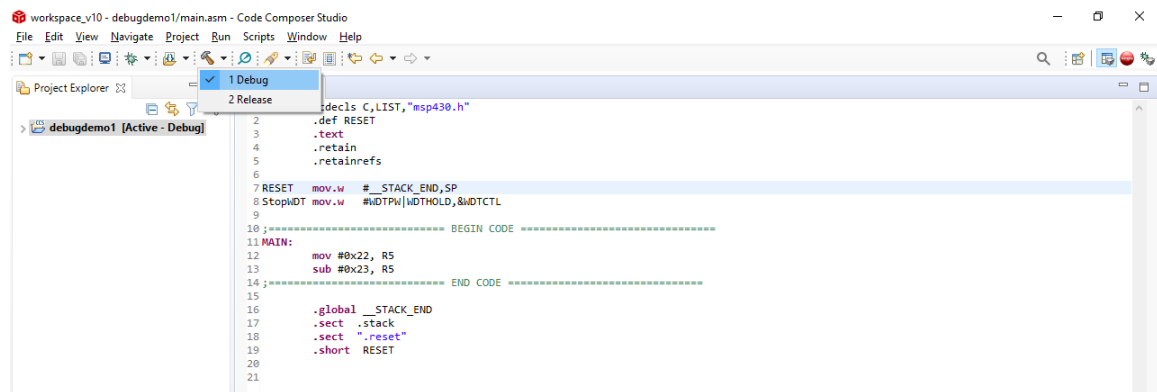 workspace_v10 - debugdemo1/main.asm - Code Composer Studio
File Edit View Navigate Project Run Scripts Window Help
1 Debug
2 Release
Project Explorer
debugdemo1 [Active - Debug]
decls C,LIST,"msp430.h"
2 .def RESET
3 .text
4 .retain
5 .retainrefs
6
7 RESET mov.w #__STACK_END,SP
8 StopWDT mov.w #WDTPW|WDTHOLD,&WDTCTL
9
10 ;============================ BEGIN CODE ===============================
11 MAIN:
12 mov #0x22, R5
13 sub #0x23, R5
14 ;============================ END CODE ===============================
15
16 .global __STACK_END
17 .sect .stack
18 .sect ".reset"
19 .short RESET
20
21